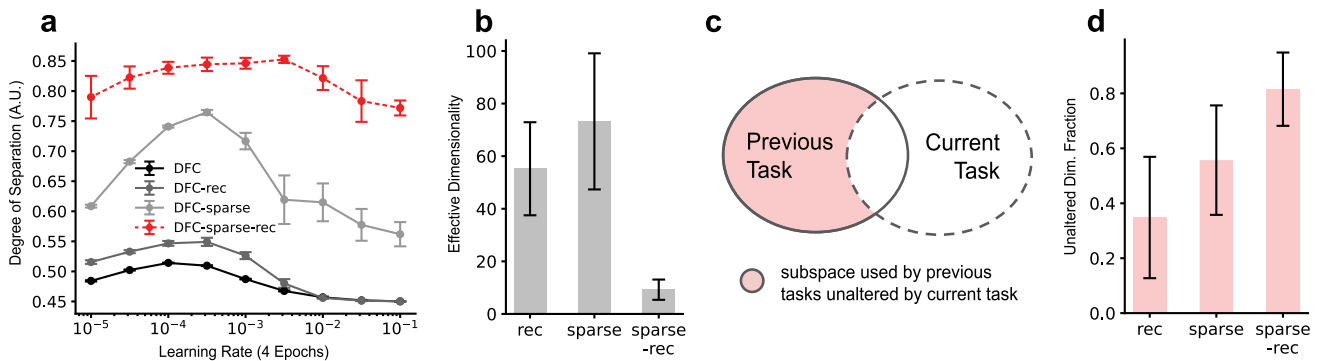 a
Degree of Separation (A.U.)
0.85
0.80
0.75
0.70
0.65
0.60
0.55
0.50
0.45
DFC
DFC-rec
DFC-sparse
DFC-sparse-rec
10⁻⁵
10⁻⁴
10⁻³
10⁻²
10⁻¹
Learning Rate (4 Epochs)
b
Effective Dimensionality
100
80
60
40
20
0
rec
sparse
sparse
-rec
c
Previous
Task
Current
Task
subspace used by previous
tasks unaltered by current task
d
Unaltered Dim. Fraction
0.8
0.6
0.4
0.2
0.0
rec
sparse
sparse
-rec